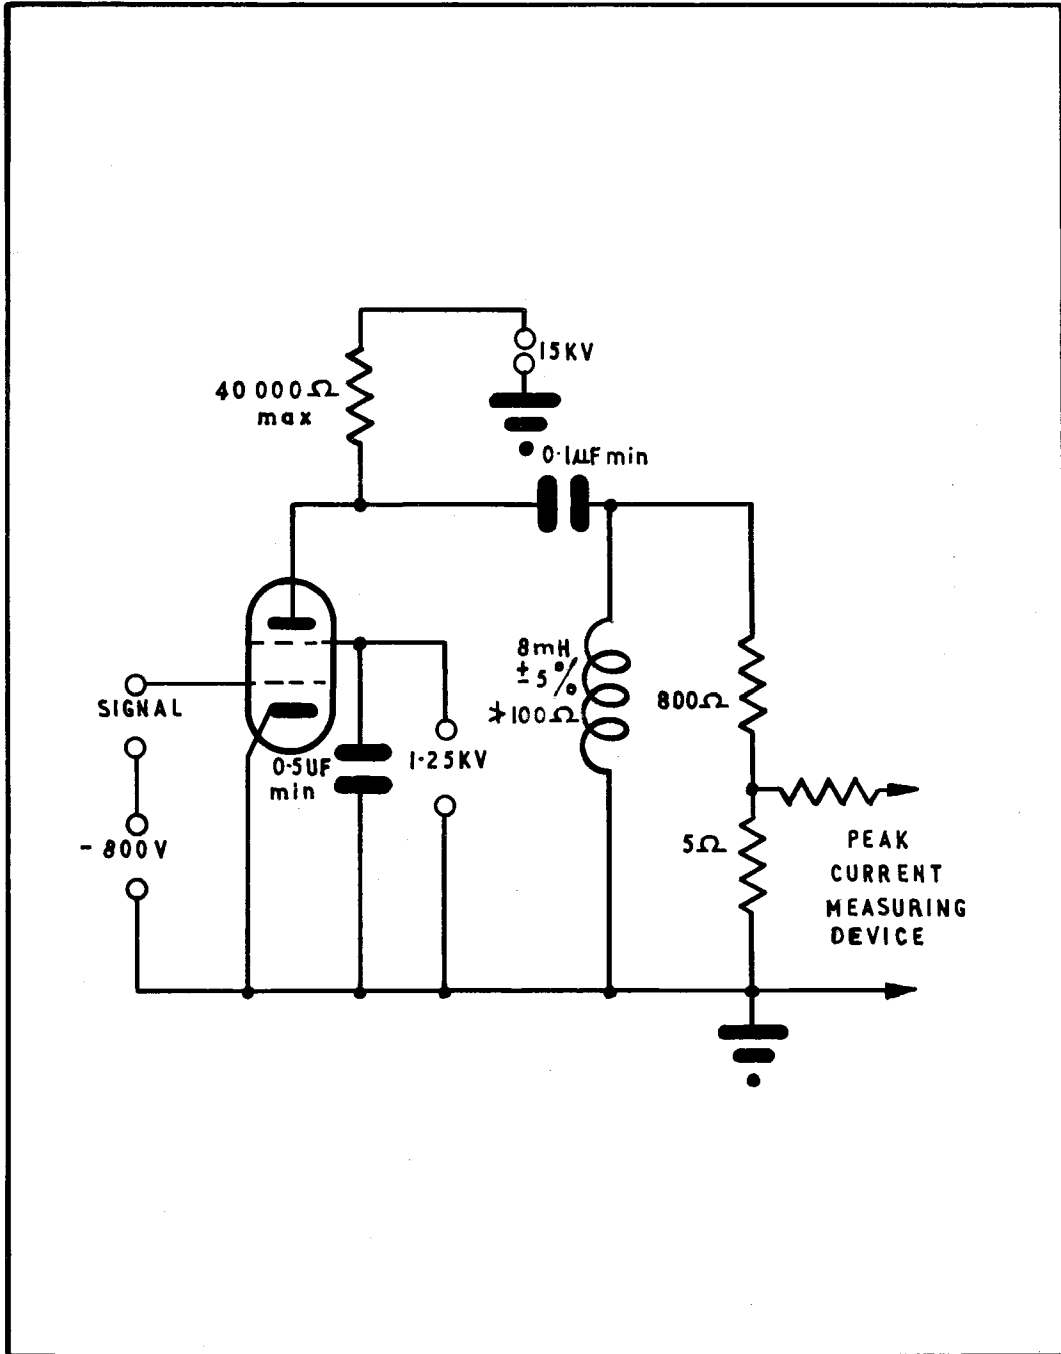 15KV
40 000Ω
max
0·1μF min
8mH
±5%
≯100Ω
800Ω
SIGNAL
0·5UF
min
1·25KV
-800V
5Ω
PEAK
CURRENT
MEASURING
DEVICE